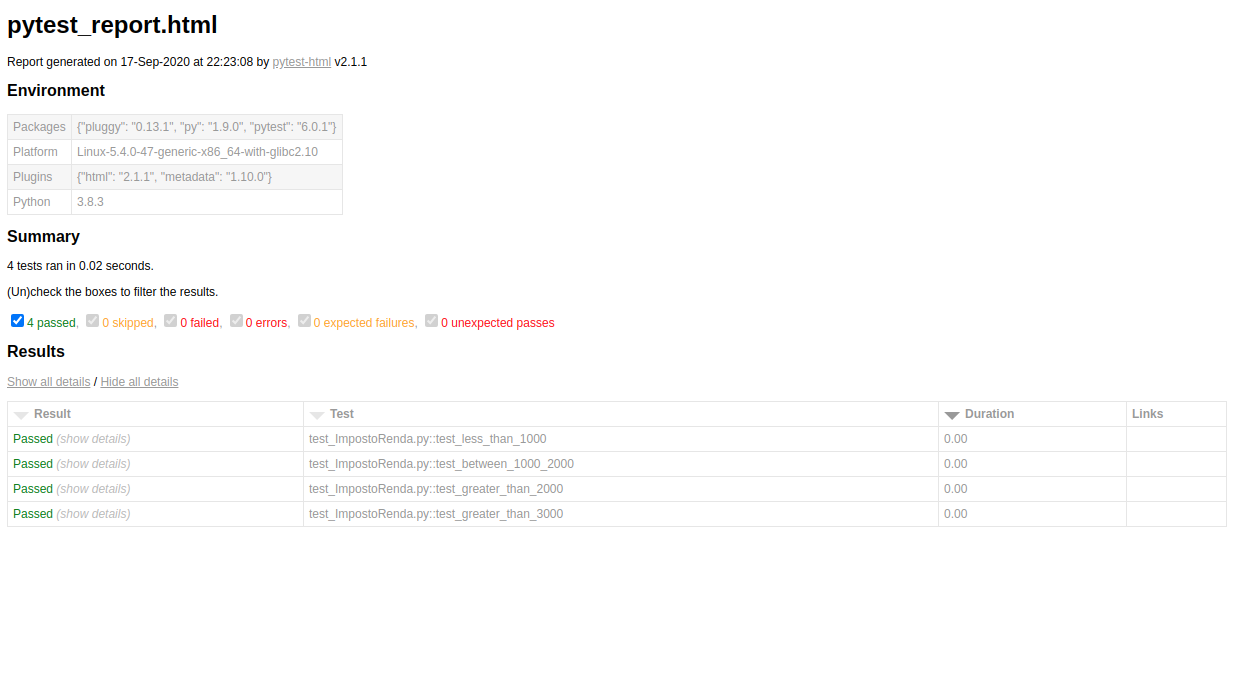 pytest_report.html
Report generated on 17-Sep-2020 at 22:23:08 by pytest-html v2.1.1
Environment
Packages {"pluggy": "0.13.1", "py": "1.9.0", "pytest": "6.0.1"}
Platform Linux-5.4.0-47-generic-x86_64-with-glibc2.10
Plugins {"html": "2.1.1", "metadata": "1.10.0"}
Python 3.8.3
Summary
4 tests ran in 0.02 seconds.
(Un)check the boxes to filter the results.
4 passed, 0 skipped, 0 failed, 0 errors, 0 expected failures, 0 unexpected passes
Results
Show all details / Hide all details
Result Test Duration Links
Passed (show details) test_ImpostoRenda.py::test_less_than_1000 0.00
Passed (show details) test_ImpostoRenda.py::test_between_1000_2000 0.00
Passed (show details) test_ImpostoRenda.py::test_greater_than_2000 0.00
Passed (show details) test_ImpostoRenda.py::test_greater_than_3000 0.00